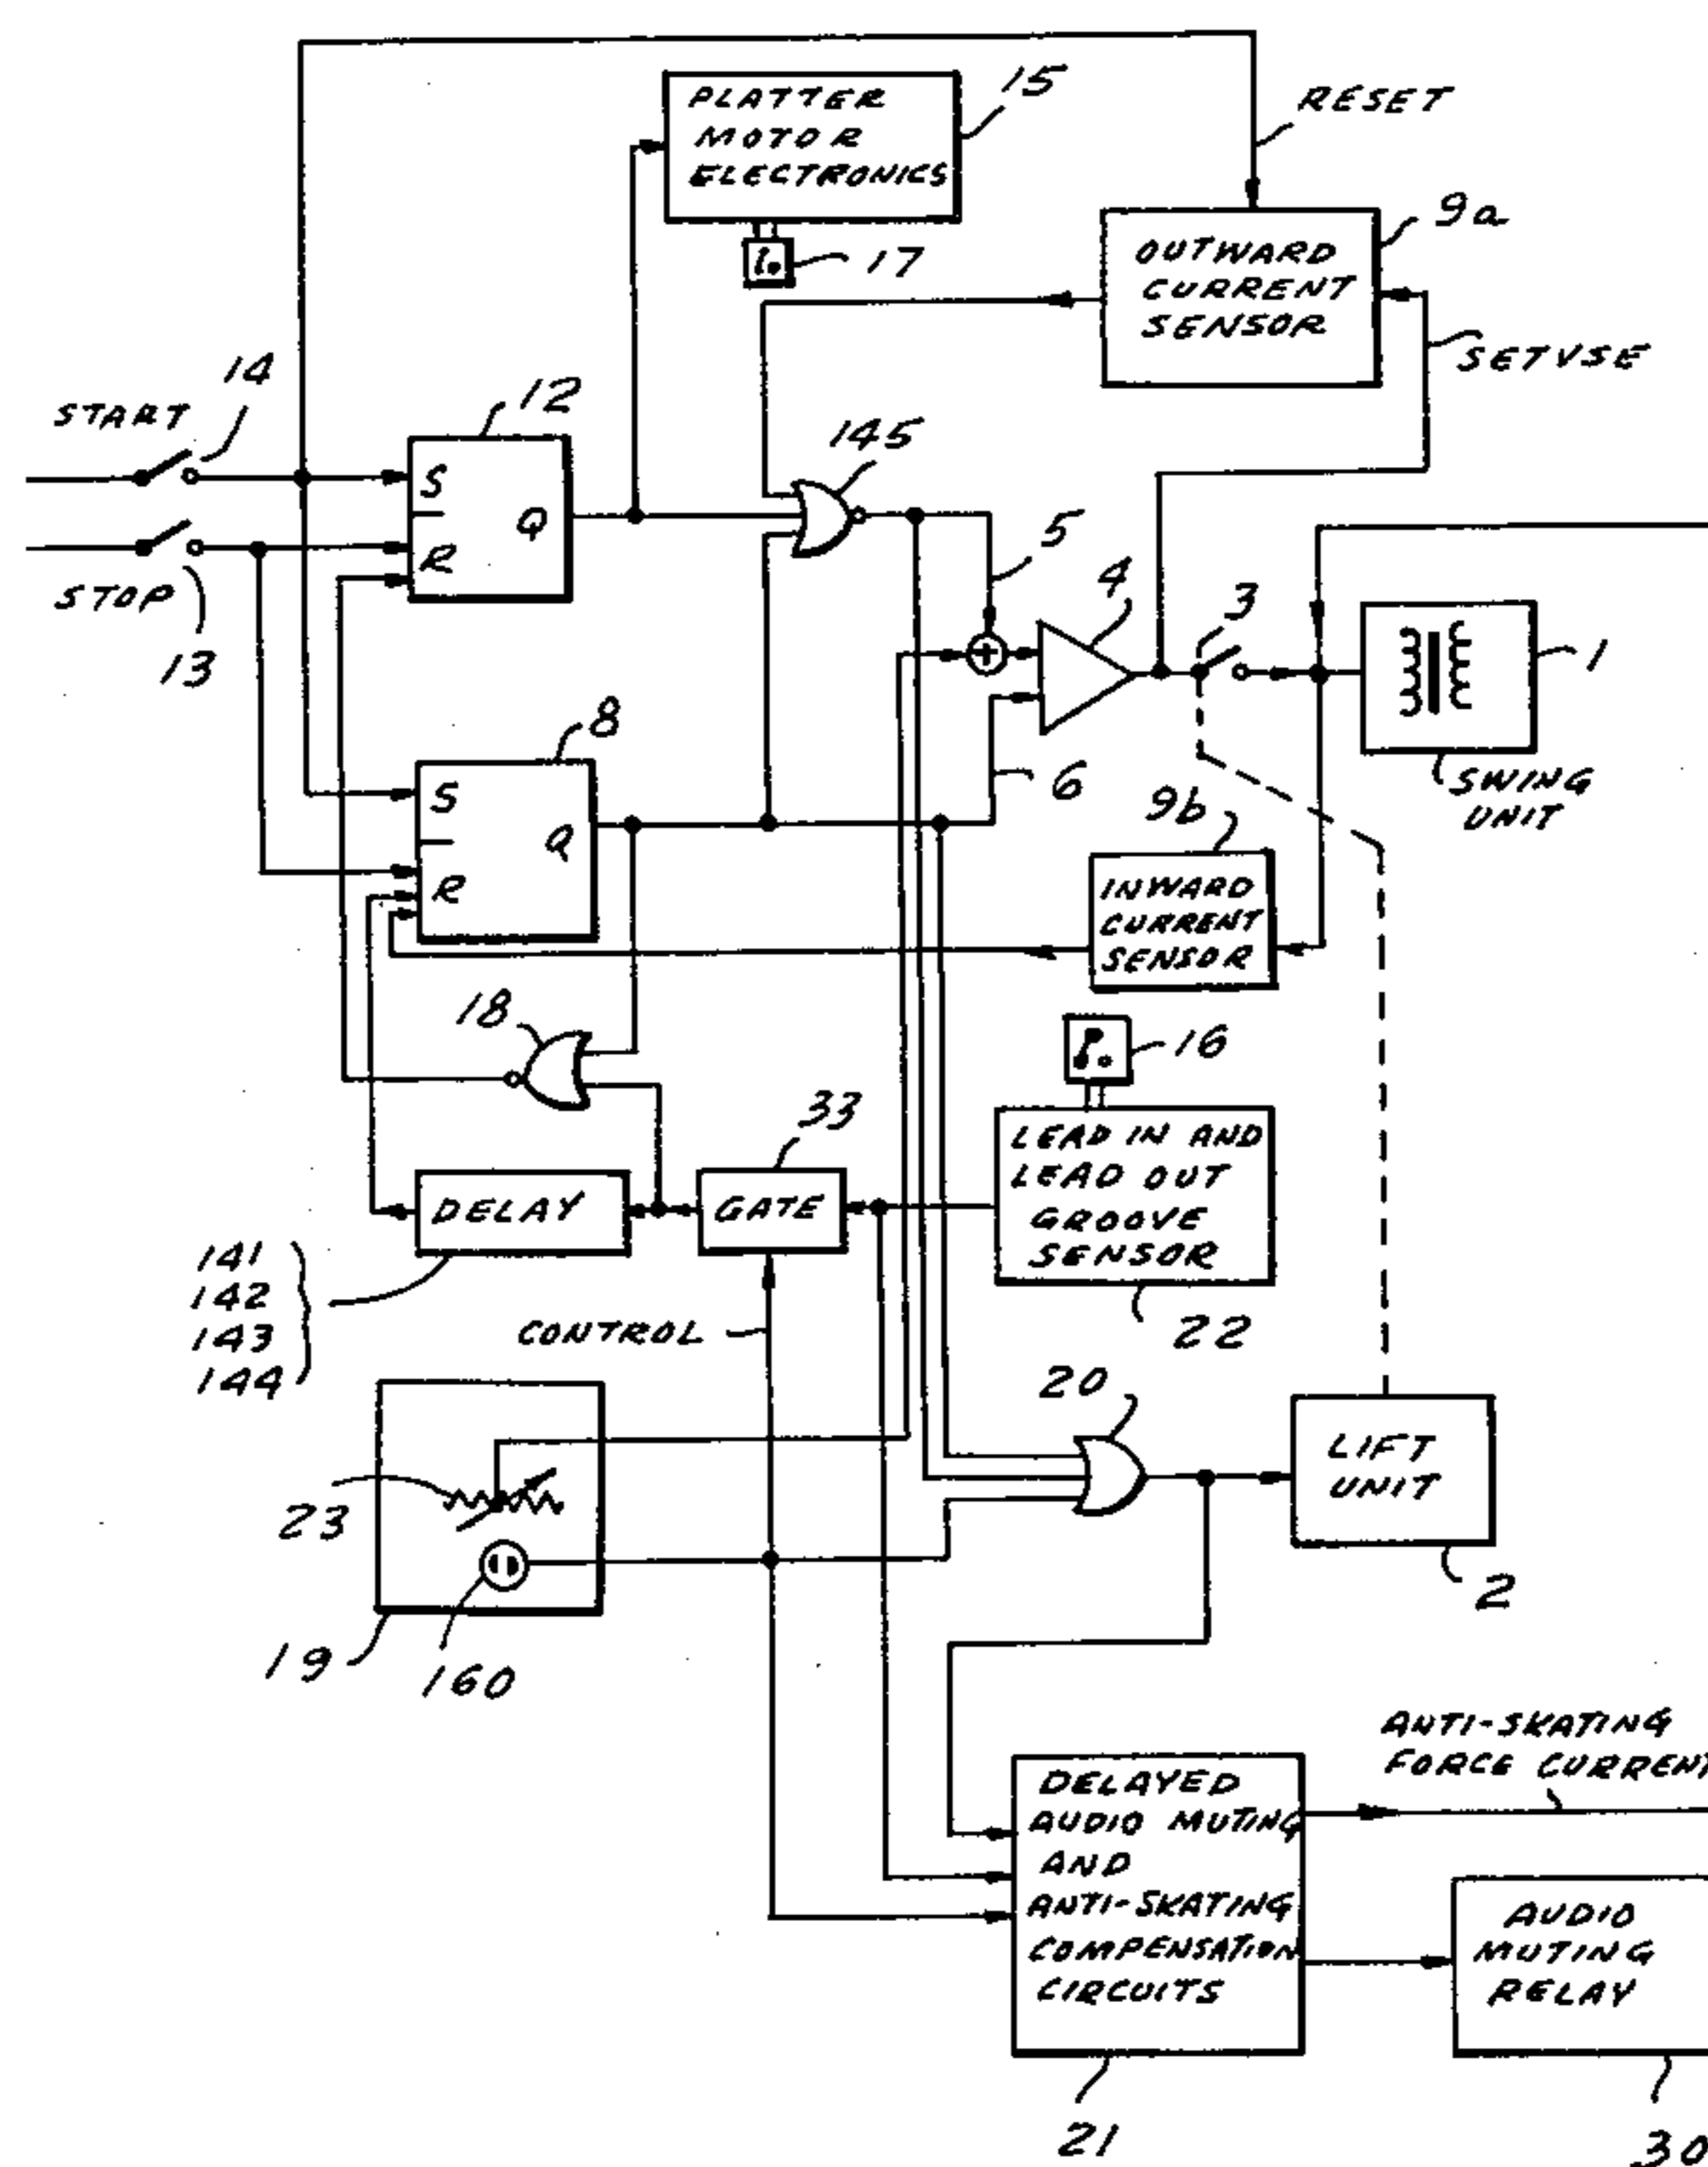 RESET
PLATTER
MOTOR
ELECTRONICS
15
17
9a
OUTWARD
CURRENT
SENSOR
SETVSE
START
14
12
S
R
Q
STOP
13
145
5
4
3
1
SWING
UNIT
8
S
R
Q
6
9b
INWARD
CURRENT
SENSOR
18
16
33
LEAD IN AND
LEAD OUT
GROOVE
SENSOR
22
DELAY
GATE
141
142
143
144
CONTROL
20
LIFT
UNIT
2
23
19
160
ANTI-SKATING
FORCE CURRENT
DELAYED
AUDIO MUTING
AND
ANTI-SKATING
COMPENSATION
CIRCUITS
21
AUDIO
MUTING
RELAY
30